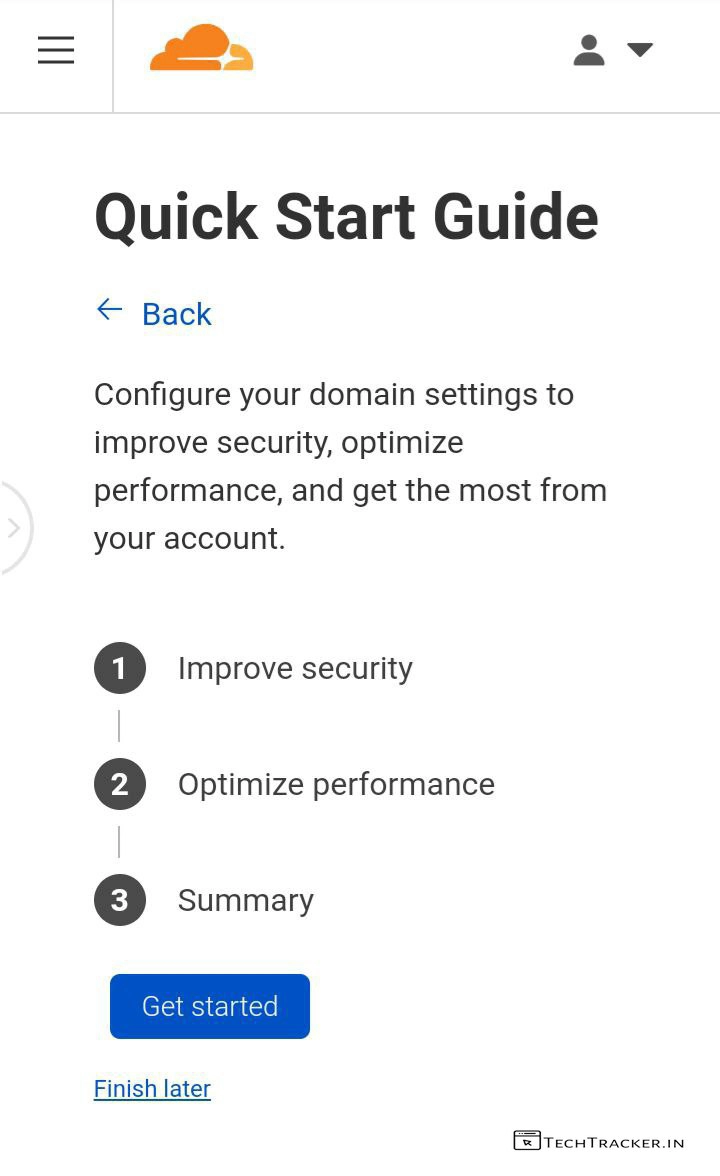 Quick Start Guide
Back
Configure your domain settings to
improve security, optimize
performance, and get the most from
your account.
1 Improve security
2 Optimize performance
3 Summary
Get started
Finish later
TECHTRACKER.IN